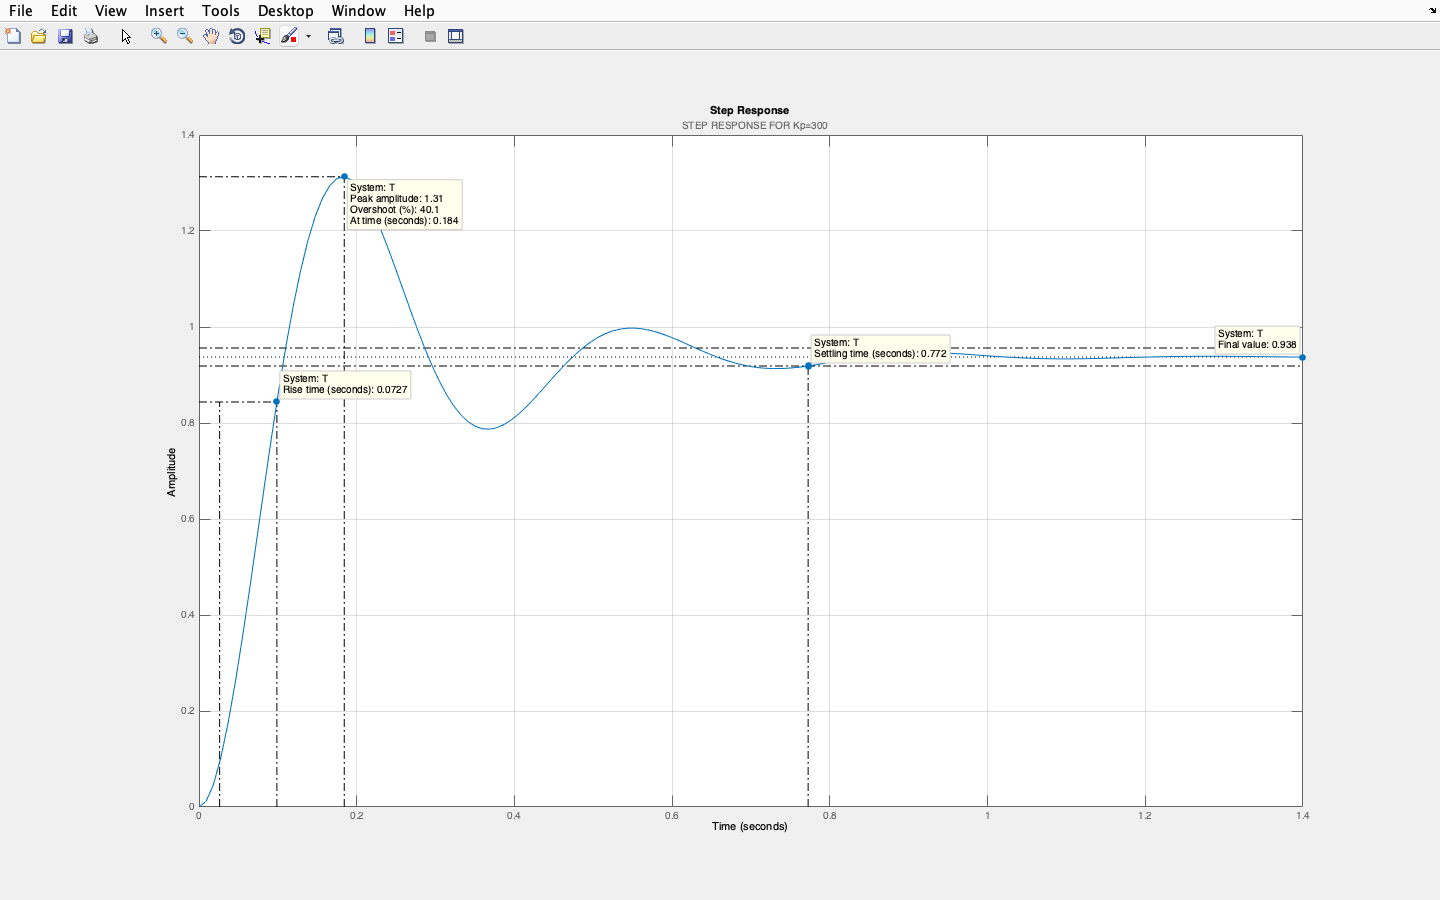 File Edit View Insert Tools Desktop Window Help
Step Response
STEP RESPONSE FOR Kp=300
1.4
1.2
1
0.8
0.6
0.4
0.2
0
Amplitude
System: T
Peak amplitude: 1.31
Overshoot (%): 40.1
At time (seconds): 0.184
System: T
Rise time (seconds): 0.0727
System: T
Settling time (seconds): 0.772
System: T
Final value: 0.938
0 0.2 0.4 0.6 0.8 1 1.2 1.4
Time (seconds)